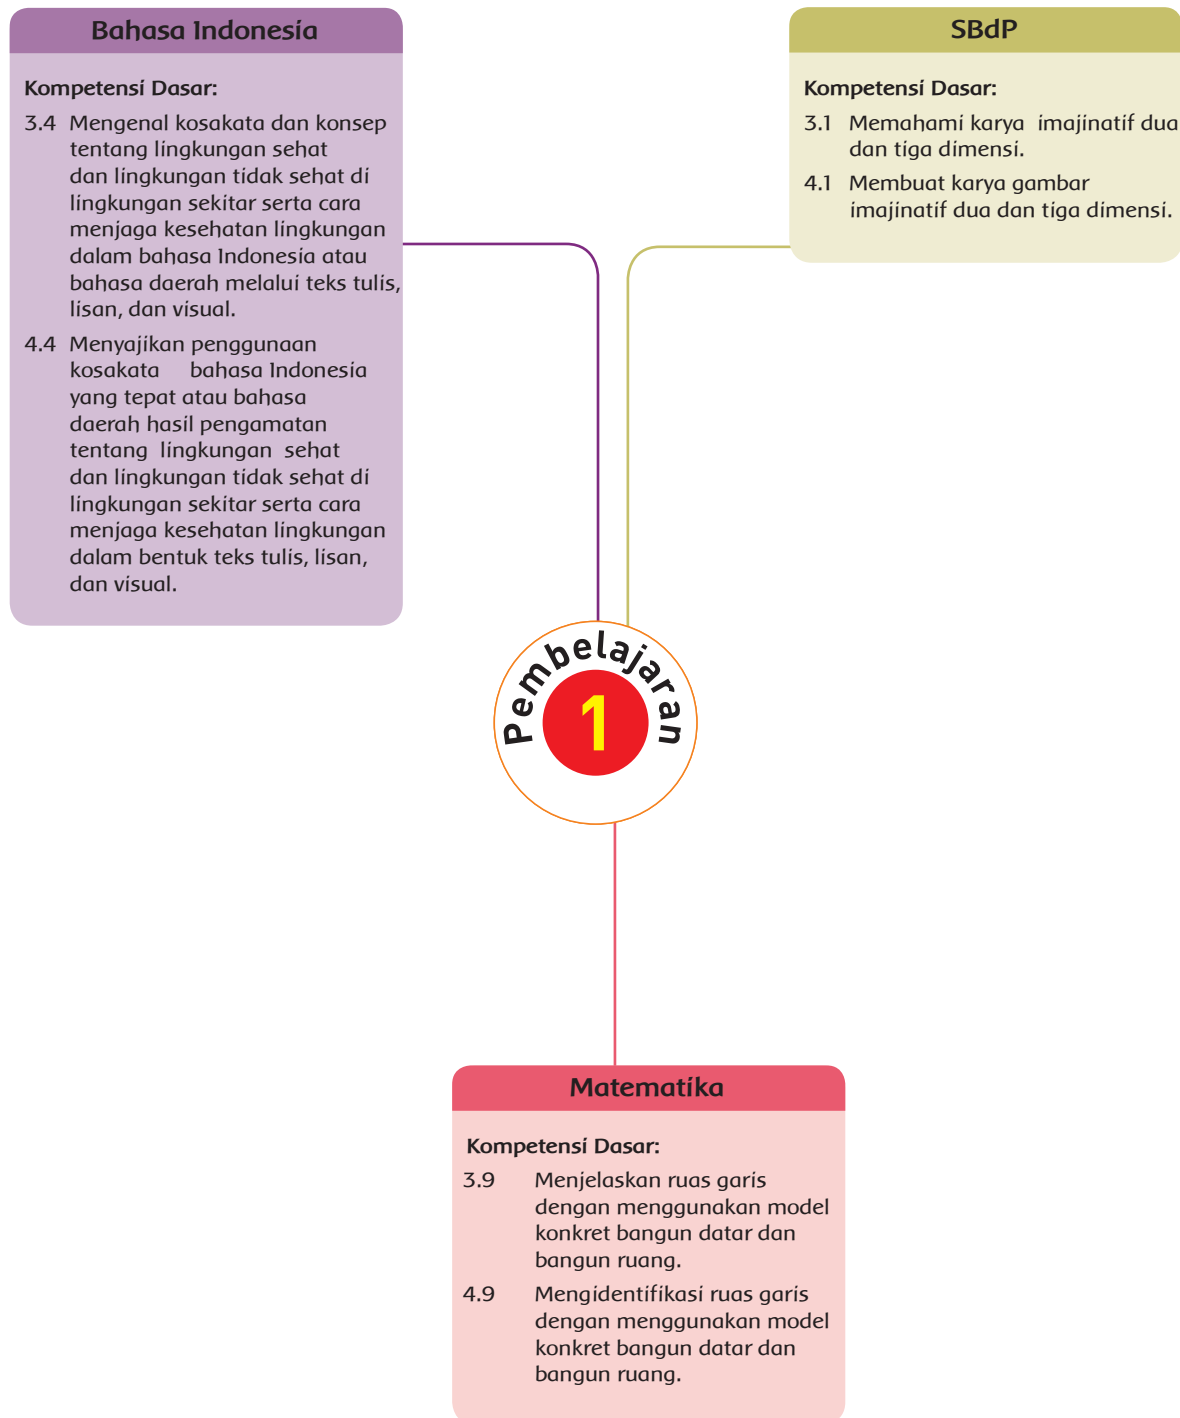 Bahasa Indonesia
Kompetensi Dasar:
3.4 Mengenal kosakata dan konsep
tentang lingkungan sehat
dan lingkungan tidak sehat di
lingkungan sekitar serta cara
menjaga kesehatan lingkungan
dalam bahasa Indonesia atau
bahasa daerah melalui teks tulis,
lisan, dan visual.
4.4 Menyajikan penggunaan
kosakata bahasa Indonesia
yang tepat atau bahasa
daerah hasil pengamatan
tentang lingkungan sehat
dan lingkungan tidak sehat di
lingkungan sekitar serta cara
menjaga kesehatan lingkungan
dalam bentuk teks tulis, lisan,
dan visual.
SBdP
Kompetensi Dasar:
3.1 Memahami karya imajinatif dua
dan tiga dimensi.
4.1 Membuat karya gambar
imajinatif dua dan tiga dimensi.
Pembelajaran
1
Matematika
Kompetensi Dasar:
3.9 Menjelaskan ruas garis
dengan menggunakan model
konkret bangun datar dan
bangun ruang.
4.9 Mengidentifikasi ruas garis
dengan menggunakan model
konkret bangun datar dan
bangun ruang.